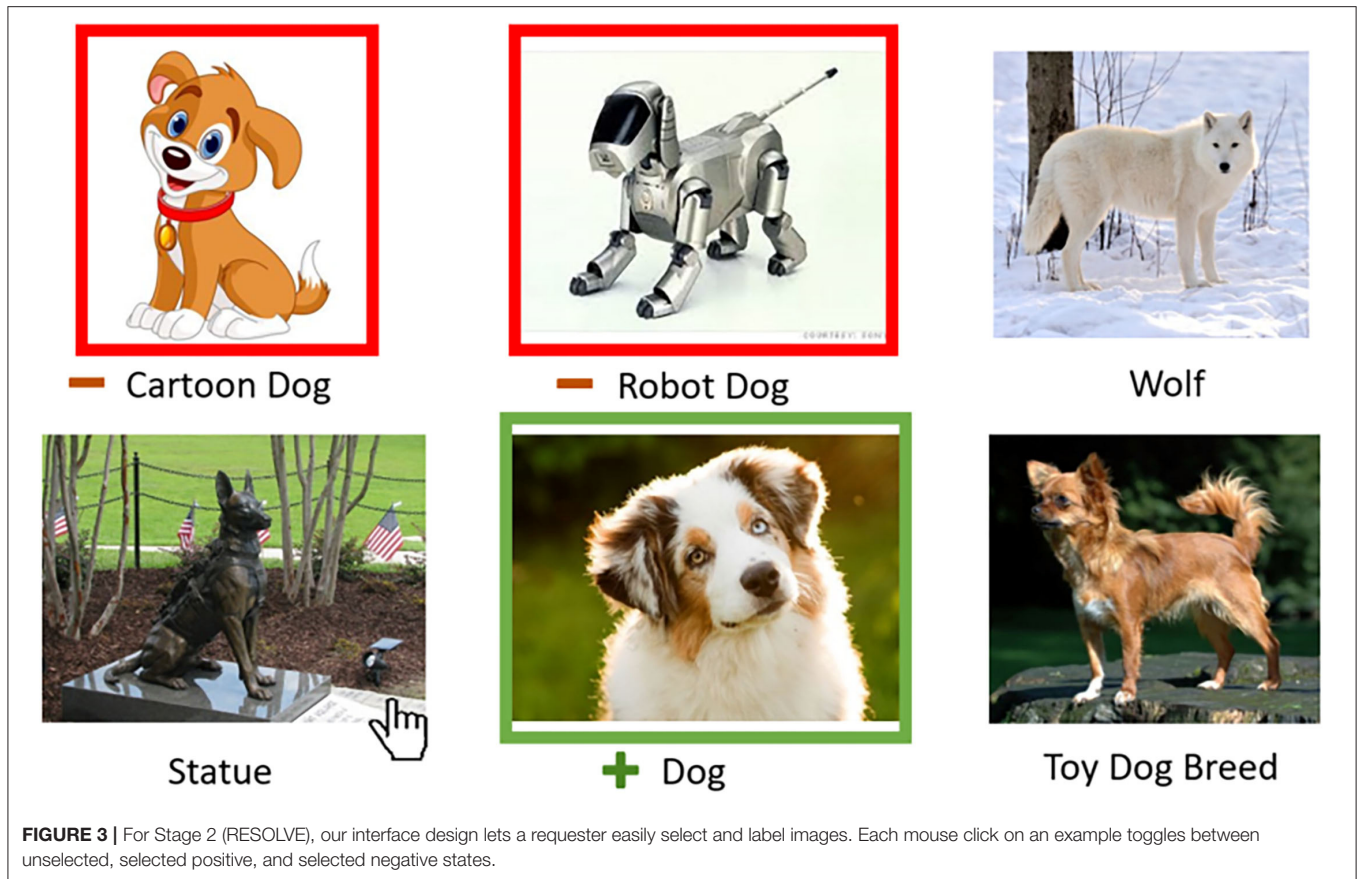 COURTESY: SONY
− Cartoon Dog
− Robot Dog
Wolf
Statue
+ Dog
Toy Dog Breed
FIGURE 3 | For Stage 2 (RESOLVE), our interface design lets a requester easily select and label images. Each mouse click on an example toggles between
unselected, selected positive, and selected negative states.